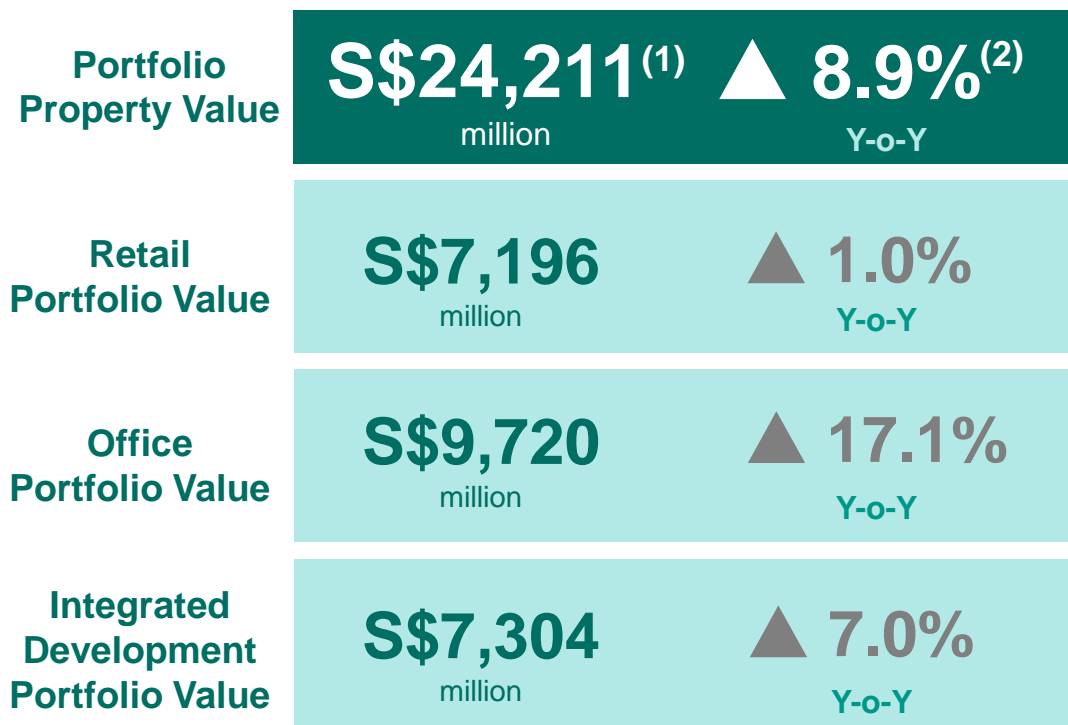 Portfolio
Property Value
S$24,211(1) ▲ 8.9%(2)
million
Y-o-Y
Retail
Portfolio Value
S$7,196
million
▲ 1.0%
Y-o-Y
Office
Portfolio Value
S$9,720
million
▲ 17.1%
Y-o-Y
Integrated
Development
Portfolio Value
S$7,304
million
▲ 7.0%
Y-o-Y